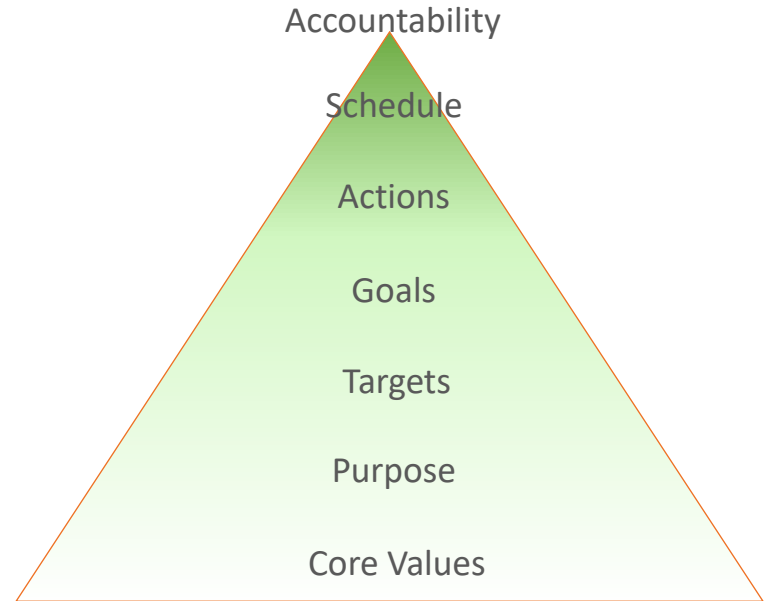 Accountability
Schedule
Actions
Goals
Targets
Purpose
Core Values